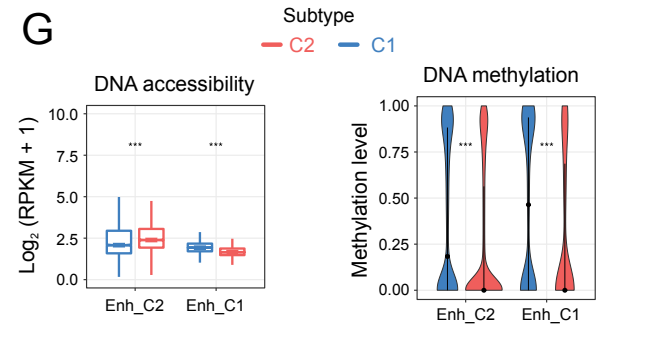 G
Subtype
C2 C1
DNA accessibility
Log₂ (RPKM + 1)
10.0
7.5
5.0
2.5
0.0
*** ***
Enh_C2 Enh_C1
DNA methylation
Methylation level
1.00
0.75
0.50
0.25
0.00
*** ***
Enh_C2 Enh_C1